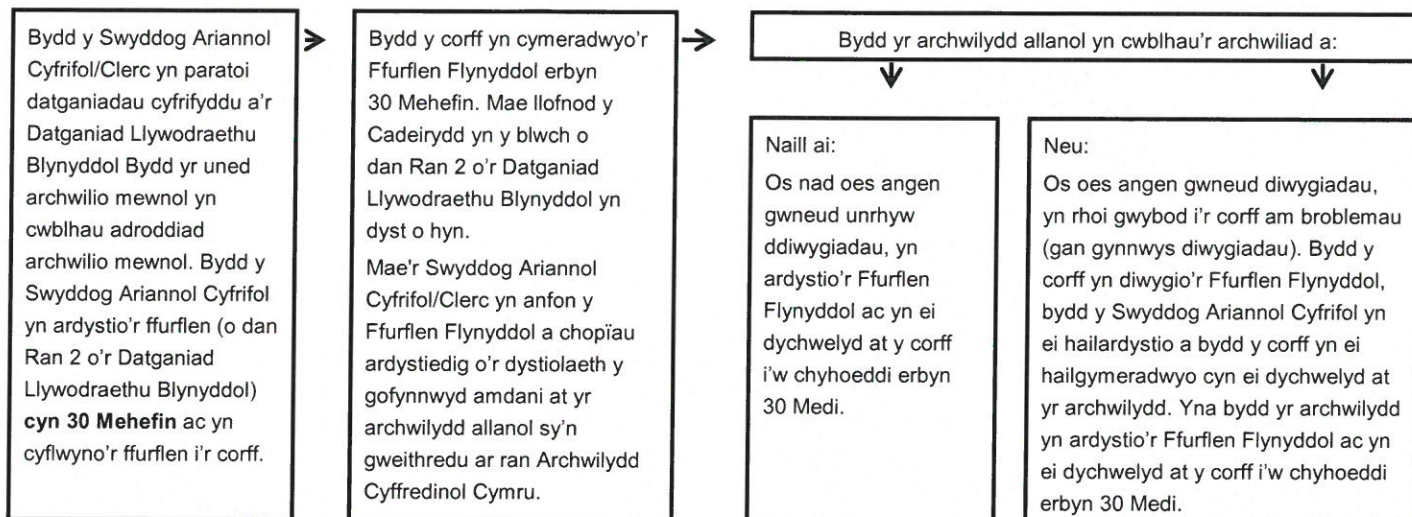 Bydd y Swyddog Ariannol
Cyfrifol/Clerc yn paratoi
datganiadau cyfrifyddu a'r
Datganiad Llywodraethu
Blynyddol Bydd yr uned
archwilio mewnol yn
cwblhau adroddiad
archwilio mewnol. Bydd y
Swyddog Ariannol Cyfrifol
yn ardystio'r ffurflen (o dan
Ran 2 o'r Datganiad
Llywodraethu Blynyddol)
cyn 30 Mehefin ac yn
cyflwyno'r ffurflen i'r corff.
Bydd y corff yn cymeradwyo'r
Ffurflen Flynyddol erbyn
30 Mehefin. Mae llofnod y
Cadeirydd yn y blwch o
dan Ran 2 o'r Datganiad
Llywodraethu Blynyddol yn
dyst o hyn.
Mae'r Swyddog Ariannol
Cyfrifol/Clerc yn anfon y
Ffurflen Flynyddol a chopïau
ardystiedig o'r dystiolaeth y
gofynnwyd amdani at yr
archwilydd allanol sy'n
gweithredu ar ran Archwilydd
Cyffredinol Cymru.
Bydd yr archwilydd allanol yn cwblhau'r archwiliad a:
Naill ai:
Os nad oes angen
gwneud unrhyw
ddiwygiadau, yn
ardystio'r Ffurflen
Flynyddol ac yn ei
dychwelyd at y corff
i'w chyhoeddi erbyn
30 Medi.
Neu:
Os oes angen gwneud diwygiadau,
yn rhoi gwybod i'r corff am broblemau
(gan gynnwys diwygiadau). Bydd y
corff yn diwygio'r Ffurflen Flynyddol,
bydd y Swyddog Ariannol Cyfrifol yn
ei hailardystio a bydd y corff yn ei
hailgymeradwyo cyn ei dychwelyd at
yr archwilydd. Yna bydd yr archwilydd
yn ardystio'r Ffurflen Flynyddol ac yn
ei dychwelyd at y corff i'w chyhoeddi
erbyn 30 Medi.